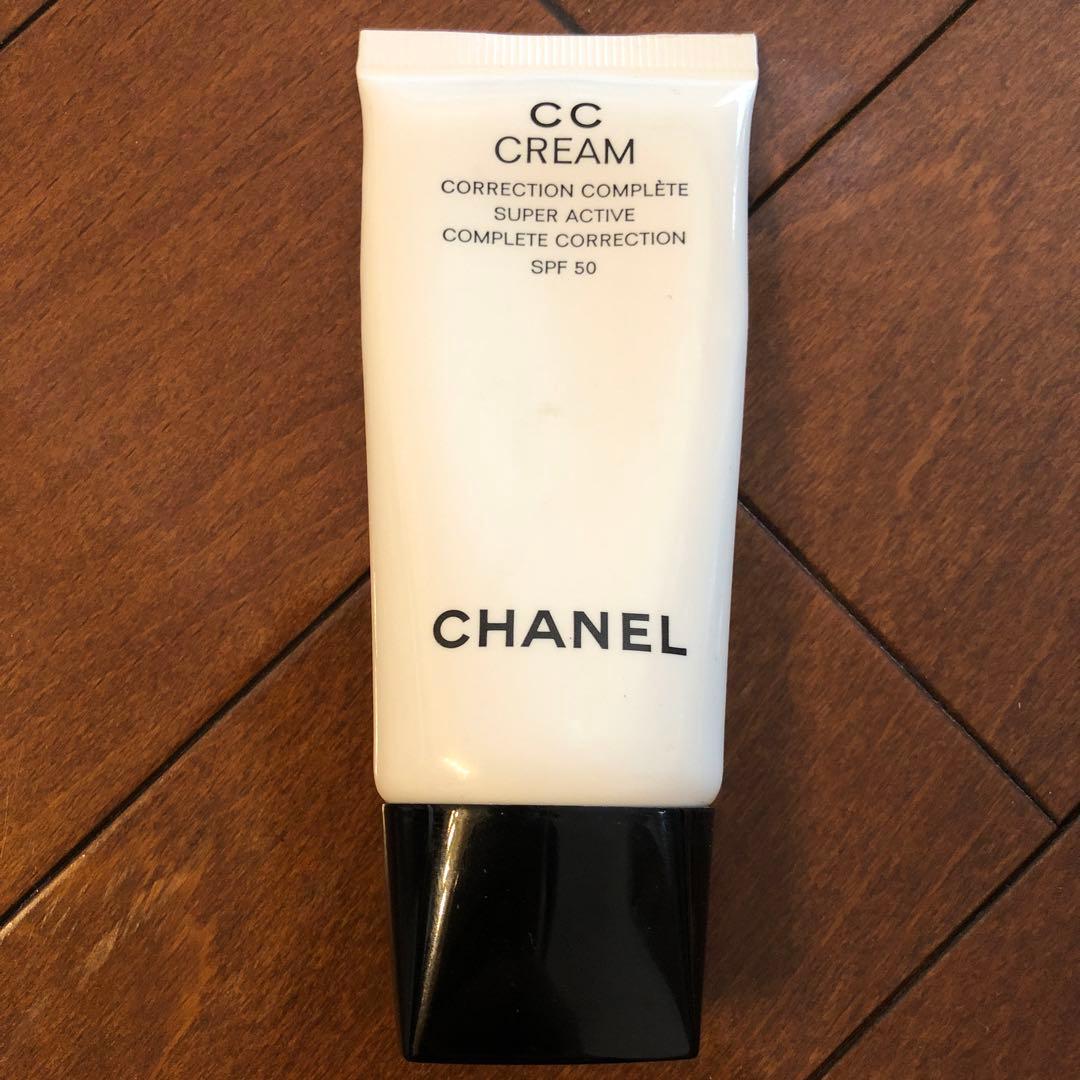 CC
CREAM
CORRECTION COMPLÈTE
SUPER ACTIVE
COMPLETE CORRECTION
SPF 50
CHANEL